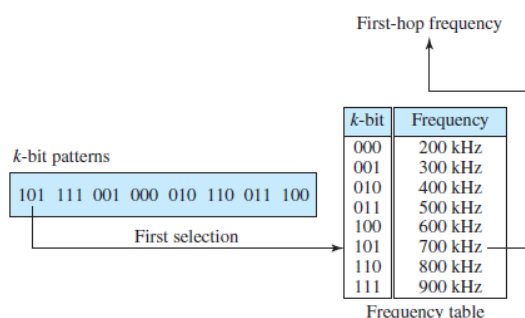 First-hop frequency
k-bit Frequency
000 200 kHz
001 300 kHz
010 400 kHz
011 500 kHz
100 600 kHz
101 700 kHz
110 800 kHz
111 900 kHz
Frequency table
k-bit patterns
101 111 001 000 010 110 011 100
First selection